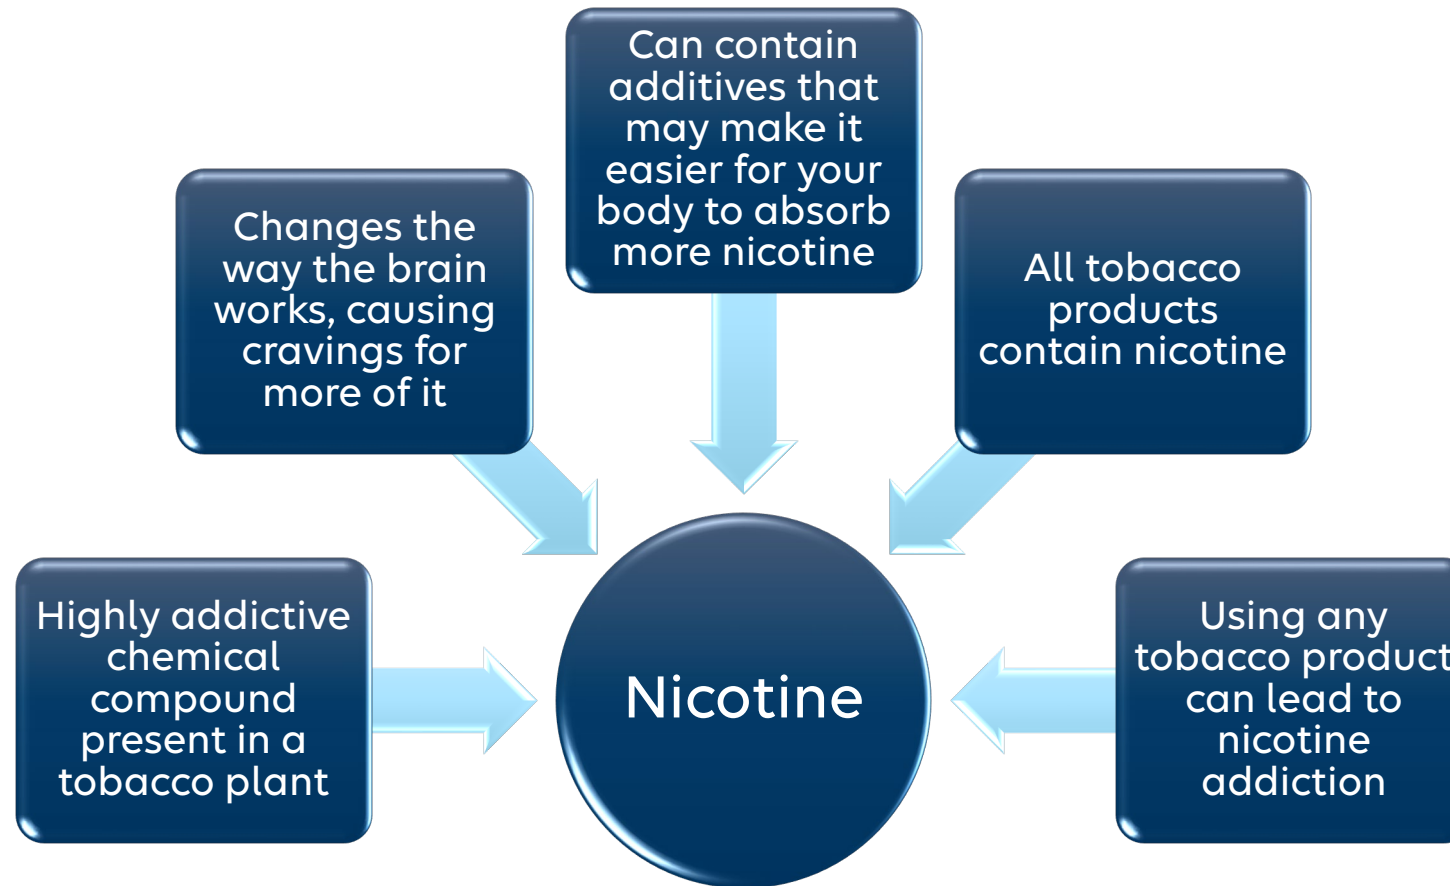 Can contain
additives that
may make it
easier for your
body to absorb
more nicotine
Changes the
way the brain
works, causing
cravings for
more of it
All tobacco
products
contain nicotine
Highly addictive
chemical
compound
present in a
tobacco plant
Nicotine
Using any
tobacco product
can lead to
nicotine
addiction